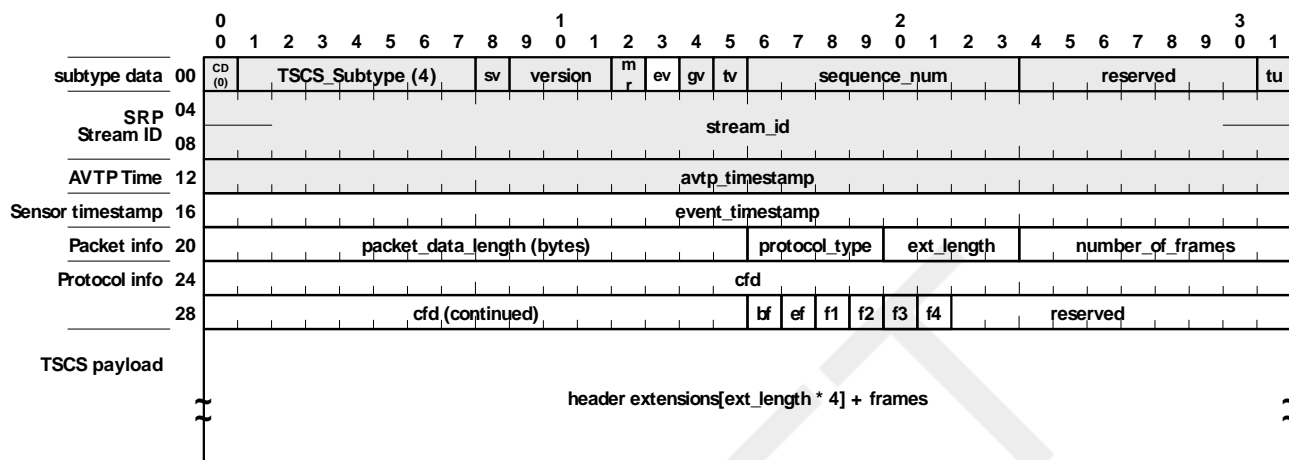 0 1 2 3
0 1 2 3 4 5 6 7 8 9 0 1 2 3 4 5 6 7 8 9 0 1 2 3 4 5 6 7 8 9 0 1
subtype data 00 CD (0) TSCS_Subtype (4) sv version mr ev gv tv sequence_num reserved tu
SRP 04
Stream ID 08 stream_id
AVTP Time 12 avtp_timestamp
Sensor timestamp 16 event_timestamp
Packet info 20 packet_data_length (bytes) protocol_type ext_length number_of_frames
Protocol info 24 cfd
28 cfd (continued) bf ef f1 f2 f3 f4 reserved
TSCS payload
header extensions[ext_length * 4] + frames